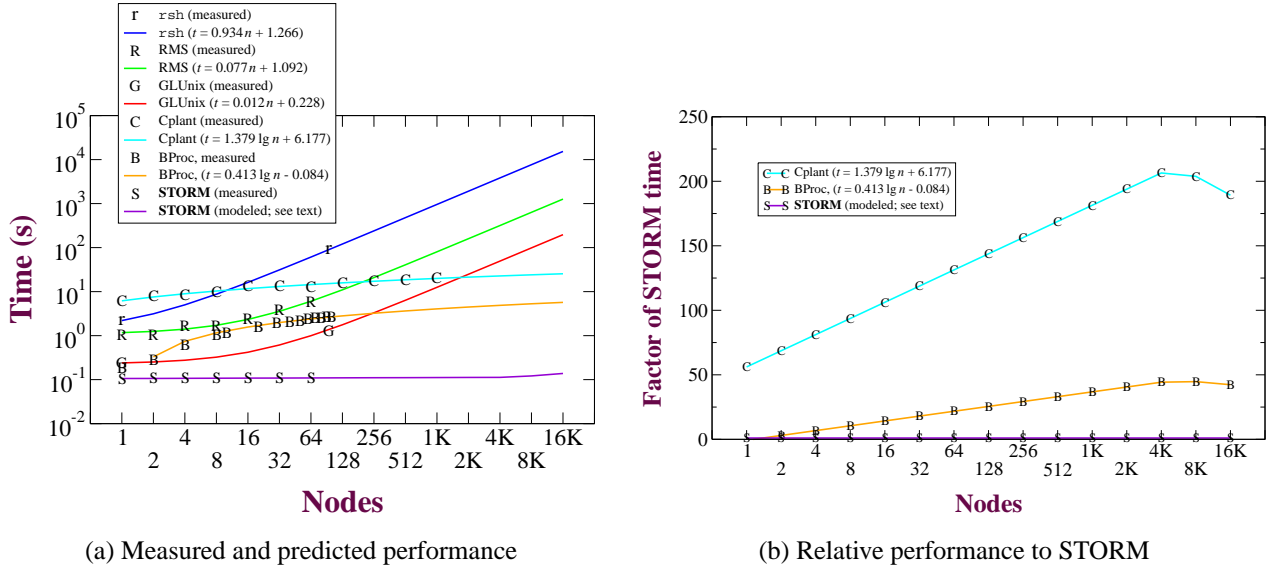 r rsh (measured)
rsh (t = 0.934 n + 1.266)
R RMS (measured)
RMS (t = 0.077 n + 1.092)
G GLUnix (measured)
GLUnix (t = 0.012 n + 0.228)
C Cplant (measured)
Cplant (t = 1.379 lg n + 6.177)
B BProc, measured
BProc, (t = 0.413 lg n - 0.084)
S STORM (measured)
STORM (modeled; see text)
Time (s)
10^5
10^4
10^3
10^2
10^1
10^0
10^-1
10^-2
1 4 16 64 256 1K 4K 16K
2 8 32 128 512 2K 8K
Nodes
(a) Measured and predicted performance
Factor of STORM time
250
200
150
100
50
0
C C Cplant (t = 1.379 lg n + 6.177)
B B BProc, (t = 0.413 lg n - 0.084)
S S STORM (modeled; see text)
1 4 16 64 256 1K 4K 16K
2 8 32 128 512 2K 8K
Nodes
(b) Relative performance to STORM